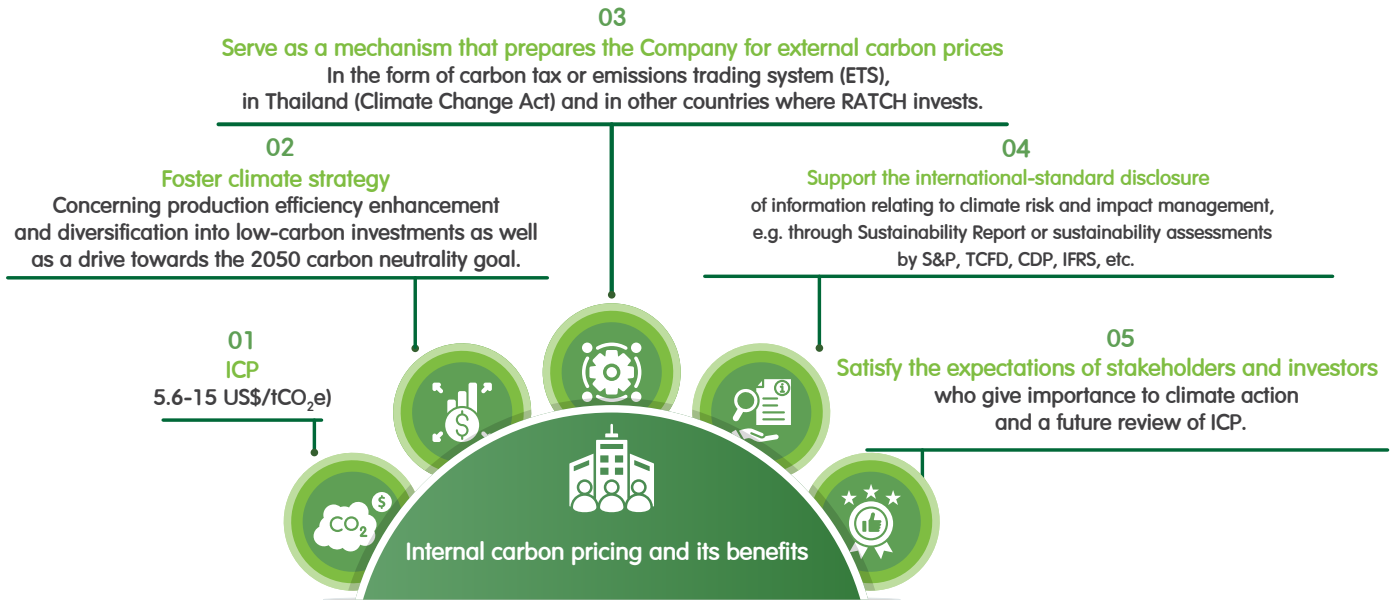 01
ICP
5.6-15 US$/tCO₂e)
02
Foster climate strategy
Concerning production efficiency enhancement
and diversification into low-carbon investments as well
as a drive towards the 2050 carbon neutrality goal.
03
Serve as a mechanism that prepares the Company for external carbon prices
In the form of carbon tax or emissions trading system (ETS),
in Thailand (Climate Change Act) and in other countries where RATCH invests.
04
Support the international-standard disclosure
of information relating to climate risk and impact management,
e.g. through Sustainability Report or sustainability assessments
by S&P, TCFD, CDP, IFRS, etc.
05
Satisfy the expectations of stakeholders and investors
who give importance to climate action
and a future review of ICP.
CO₂
$
$
i
Internal carbon pricing and its benefits